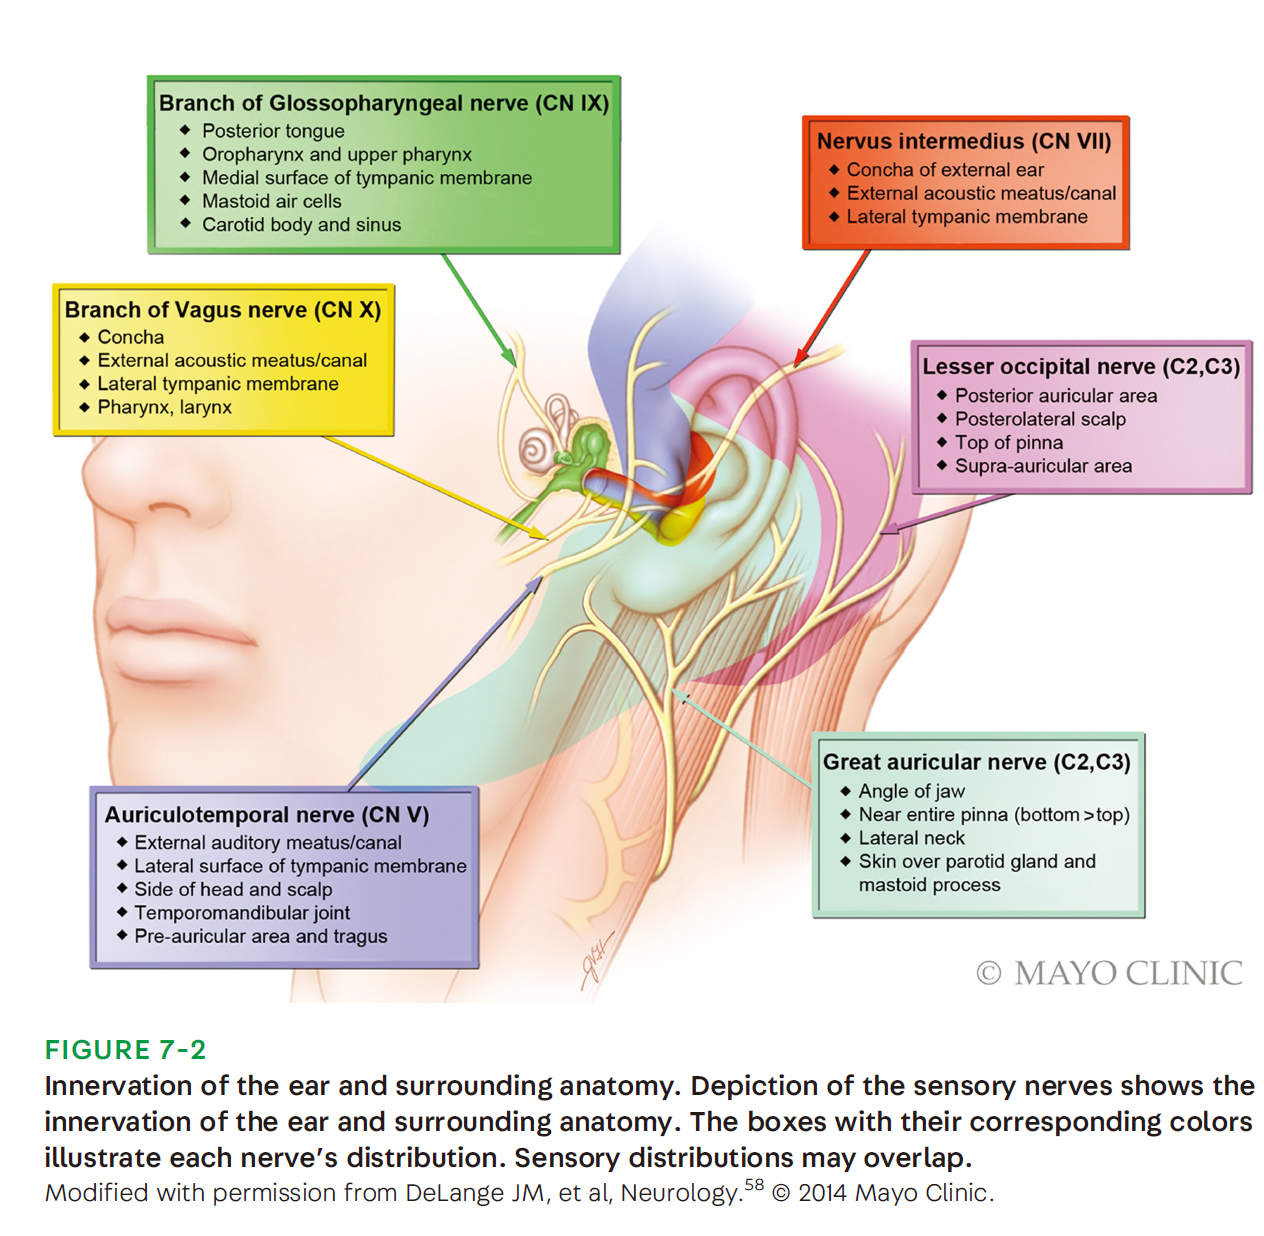 Branch of Glossopharyngeal nerve (CN IX)
◆ Posterior tongue
◆ Oropharynx and upper pharynx
◆ Medial surface of tympanic membrane
◆ Mastoid air cells
◆ Carotid body and sinus
Nervus intermedius (CN VII)
◆ Concha of external ear
◆ External acoustic meatus/canal
◆ Lateral tympanic membrane
Branch of Vagus nerve (CN X)
◆ Concha
◆ External acoustic meatus/canal
◆ Lateral tympanic membrane
◆ Pharynx, larynx
Lesser occipital nerve (C2,C3)
◆ Posterior auricular area
◆ Posterolateral scalp
◆ Top of pinna
◆ Supra-auricular area
Auriculotemporal nerve (CN V)
◆ External auditory meatus/canal
◆ Lateral surface of tympanic membrane
◆ Side of head and scalp
◆ Temporomandibular joint
◆ Pre-auricular area and tragus
Great auricular nerve (C2,C3)
◆ Angle of jaw
◆ Near entire pinna (bottom>top)
◆ Lateral neck
◆ Skin over parotid gland and
mastoid process
© MAYO CLINIC
FIGURE 7-2
Innervation of the ear and surrounding anatomy. Depiction of the sensory nerves shows the
innervation of the ear and surrounding anatomy. The boxes with their corresponding colors
illustrate each nerve's distribution. Sensory distributions may overlap.
Modified with permission from DeLange JM, et al, Neurology.58 © 2014 Mayo Clinic.